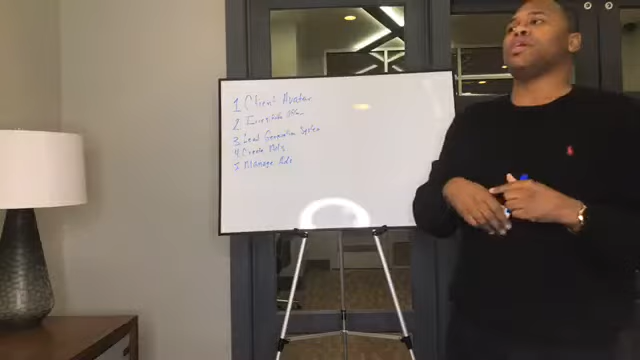 1 Client Avatar
2. Irresistible Offer
3. Lead Generation System
4. Create Ads
5 Manage Ads